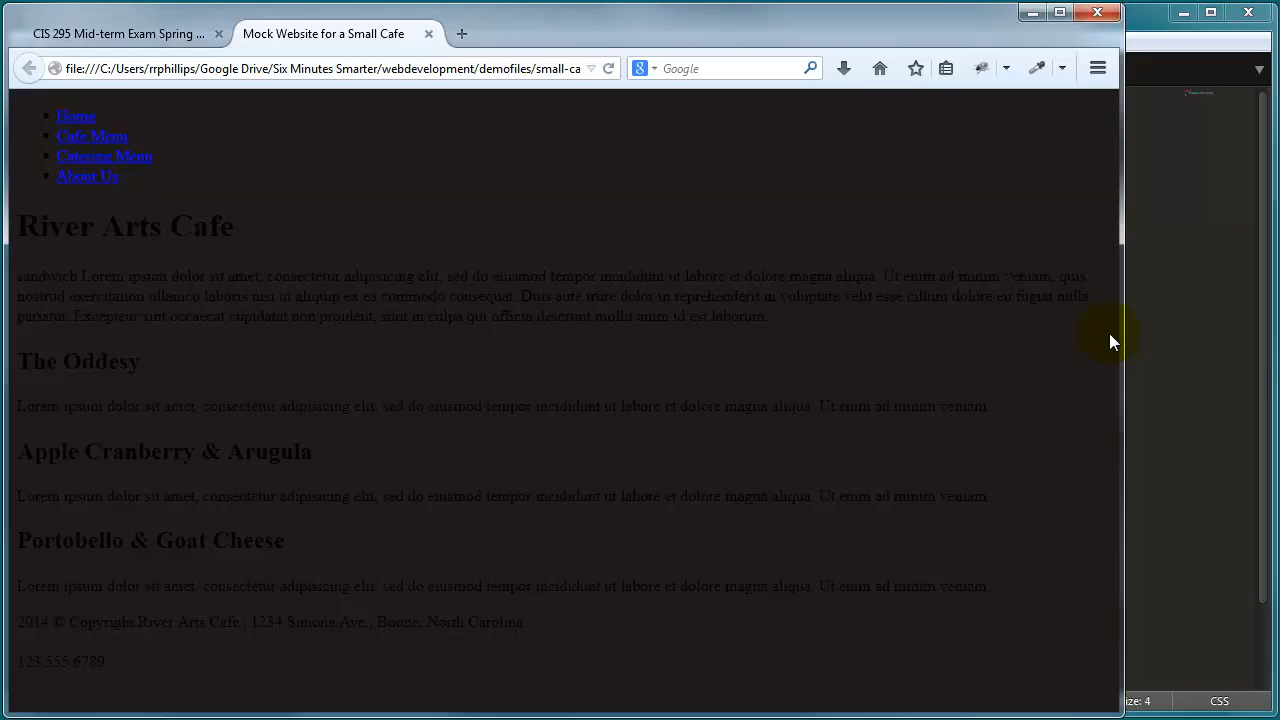 CIS 295 Mid-term Exam Spring ...
Mock Website for a Small Cafe
file:///C:/Users/rrphillips/Google Drive/Six Minutes Smarter/webdevelopment/demofiles/small-ca
Google
Home
Cafe Menu
Catering Menu
About Us
River Arts Cafe
sandwich Lorem ipsum dolor sit amet, consectetur adipisicing elit, sed do eiusmod tempor incididunt ut labore et dolore magna aliqua. Ut enim ad minim veniam, quis
nostrud exercitation ullamco laboris nisi ut aliquip ex ea commodo consequat. Duis aute irure dolor in reprehenderit in voluptate velit esse cillum dolore eu fugiat nulla
pariatur. Excepteur sint occaecat cupidatat non proident, sunt in culpa qui officia deserunt mollit anim id est laborum.
The Oddesy
Lorem ipsum dolor sit amet, consectetur adipisicing elit, sed do eiusmod tempor incididunt ut labore et dolore magna aliqua. Ut enim ad minim veniam.
Apple Cranberry & Arugula
Lorem ipsum dolor sit amet, consectetur adipisicing elit, sed do eiusmod tempor incididunt ut labore et dolore magna aliqua. Ut enim ad minim veniam.
Portobello & Goat Cheese
Lorem ipsum dolor sit amet, consectetur adipisicing elit, sed do eiusmod tempor incididunt ut labore et dolore magna aliqua. Ut enim ad minim veniam.
2014 © Copyright River Arts Cafe | 1234 Simone Ave., Boone, North Carolina
123.555.6789
ize: 4
CSS